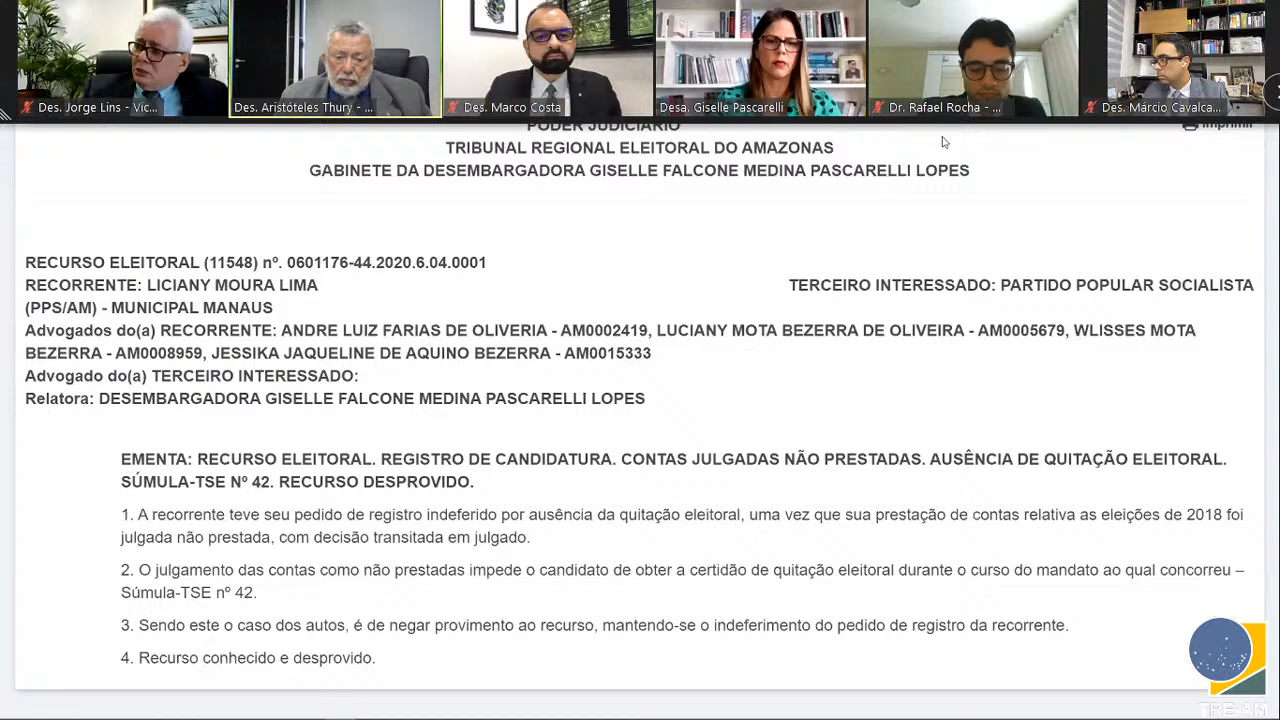 Des. Jorge Lins - Vic...
Des. Aristóteles Thury - ...
Des. Marco Costa
Desa. Giselle Pascarelli
Dr. Rafael Rocha - ...
Des. Márcio Cavalca...
PODER JUDICIÁRIO
Imprimir
TRIBUNAL REGIONAL ELEITORAL DO AMAZONAS
GABINETE DA DESEMBARGADORA GISELLE FALCONE MEDINA PASCARELLI LOPES
RECURSO ELEITORAL (11548) nº. 0601176-44.2020.6.04.0001
RECORRENTE: LICIANY MOURA LIMA TERCEIRO INTERESSADO: PARTIDO POPULAR SOCIALISTA
(PPS/AM) - MUNICIPAL MANAUS
Advogados do(a) RECORRENTE: ANDRE LUIZ FARIAS DE OLIVERIA - AM0002419, LUCIANY MOTA BEZERRA DE OLIVEIRA - AM0005679, WLISSES MOTA
BEZERRA - AM0008959, JESSIKA JAQUELINE DE AQUINO BEZERRA - AM0015333
Advogado do(a) TERCEIRO INTERESSADO:
Relatora: DESEMBARGADORA GISELLE FALCONE MEDINA PASCARELLI LOPES
EMENTA: RECURSO ELEITORAL. REGISTRO DE CANDIDATURA. CONTAS JULGADAS NÃO PRESTADAS. AUSÊNCIA DE QUITAÇÃO ELEITORAL.
SÚMULA-TSE Nº 42. RECURSO DESPROVIDO.
1. A recorrente teve seu pedido de registro indeferido por ausência da quitação eleitoral, uma vez que sua prestação de contas relativa as eleições de 2018 foi
julgada não prestada, com decisão transitada em julgado.
2. O julgamento das contas como não prestadas impede o candidato de obter a certidão de quitação eleitoral durante o curso do mandato ao qual concorreu –
Súmula-TSE nº 42.
3. Sendo este o caso dos autos, é de negar provimento ao recurso, mantendo-se o indeferimento do pedido de registro da recorrente.
4. Recurso conhecido e desprovido.
TRE-AM